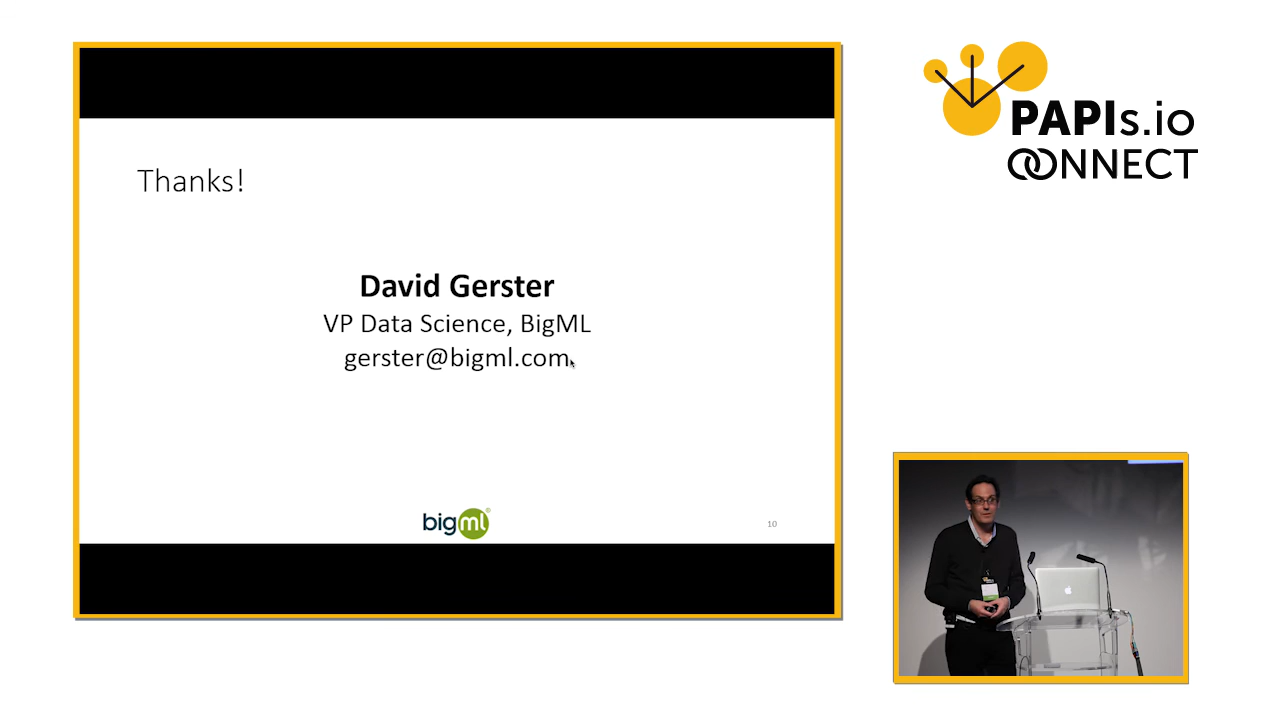 Thanks!
David Gerster
VP Data Science, BigML
gerster@bigml.com
bigml®
10
PAPIs.io
CONNECT